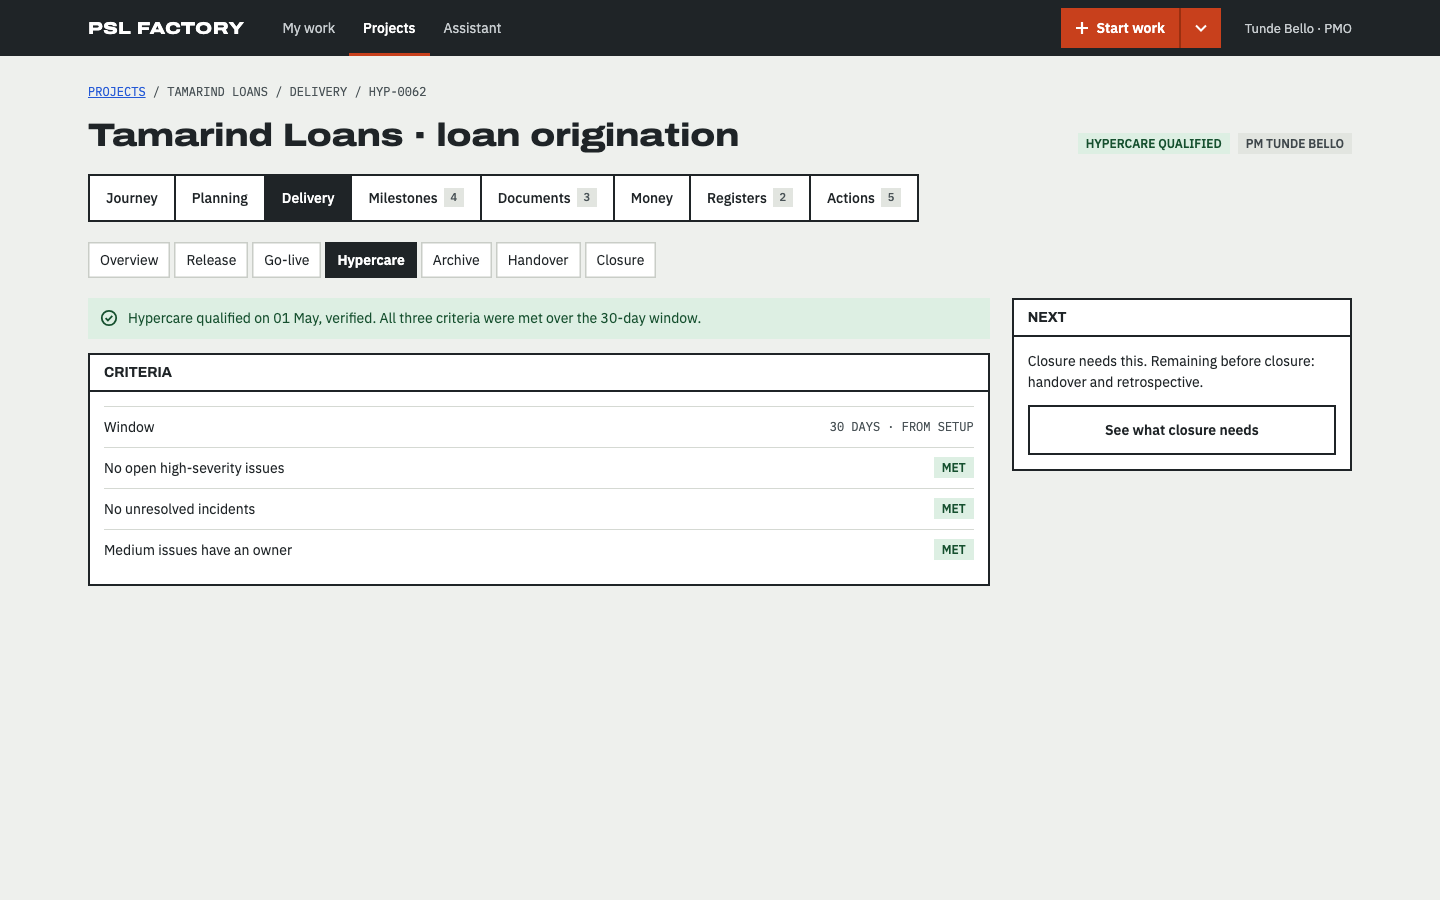 PSL FACTORY
My work
Projects
Assistant
Start work
Tunde Bello · PMO
PROJECTS / TAMARIND LOANS / DELIVERY / HYP-0062
Tamarind Loans · loan origination
HYPERCARE QUALIFIED
PM TUNDE BELLO
Journey
Planning
Delivery
Milestones 4
Documents 3
Money
Registers 2
Actions 5
Overview
Release
Go-live
Hypercare
Archive
Handover
Closure
Hypercare qualified on 01 May, verified. All three criteria were met over the 30-day window.
CRITERIA
Window
30 DAYS · FROM SETUP
No open high-severity issues
MET
No unresolved incidents
MET
Medium issues have an owner
MET
NEXT
Closure needs this. Remaining before closure:
handover and retrospective.
See what closure needs